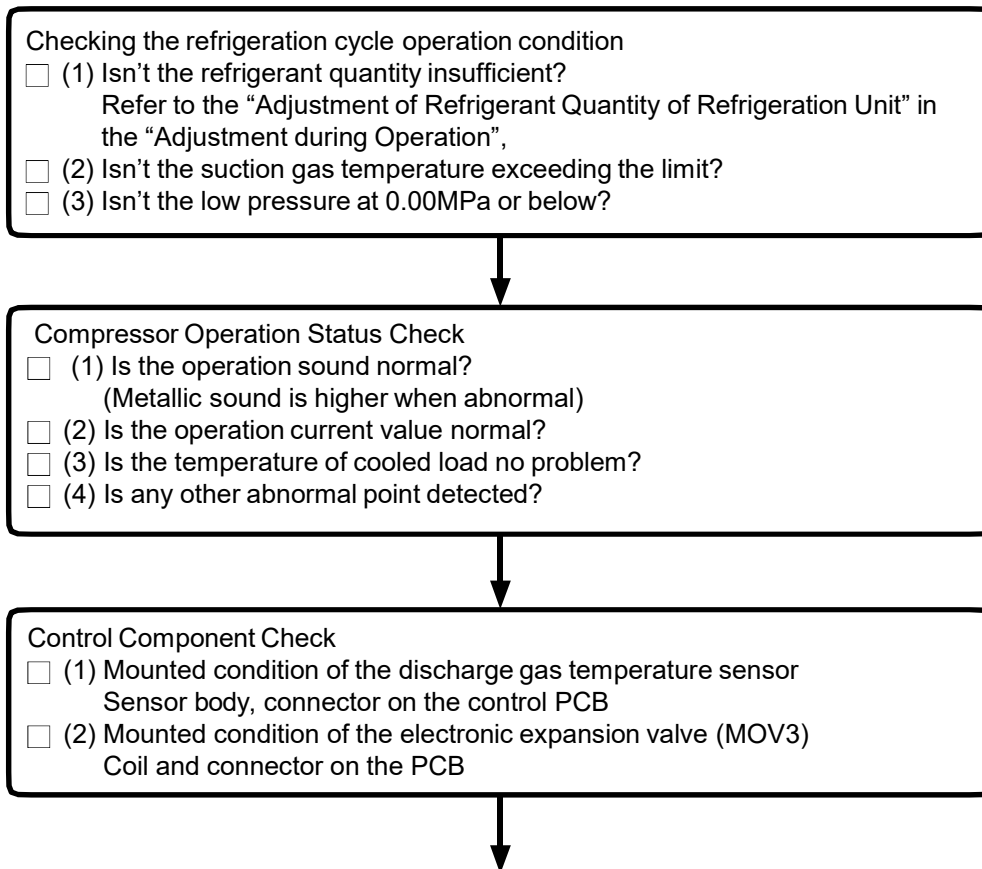 Checking the refrigeration cycle operation condition
□ (1) Isn’t the refrigerant quantity insufficient?
Refer to the “Adjustment of Refrigerant Quantity of Refrigeration Unit” in
the “Adjustment during Operation”,
□ (2) Isn’t the suction gas temperature exceeding the limit?
□ (3) Isn’t the low pressure at 0.00MPa or below?
Compressor Operation Status Check
□ (1) Is the operation sound normal?
(Metallic sound is higher when abnormal)
□ (2) Is the operation current value normal?
□ (3) Is the temperature of cooled load no problem?
□ (4) Is any other abnormal point detected?
Control Component Check
□ (1) Mounted condition of the discharge gas temperature sensor
Sensor body, connector on the control PCB
□ (2) Mounted condition of the electronic expansion valve (MOV3)
Coil and connector on the PCB